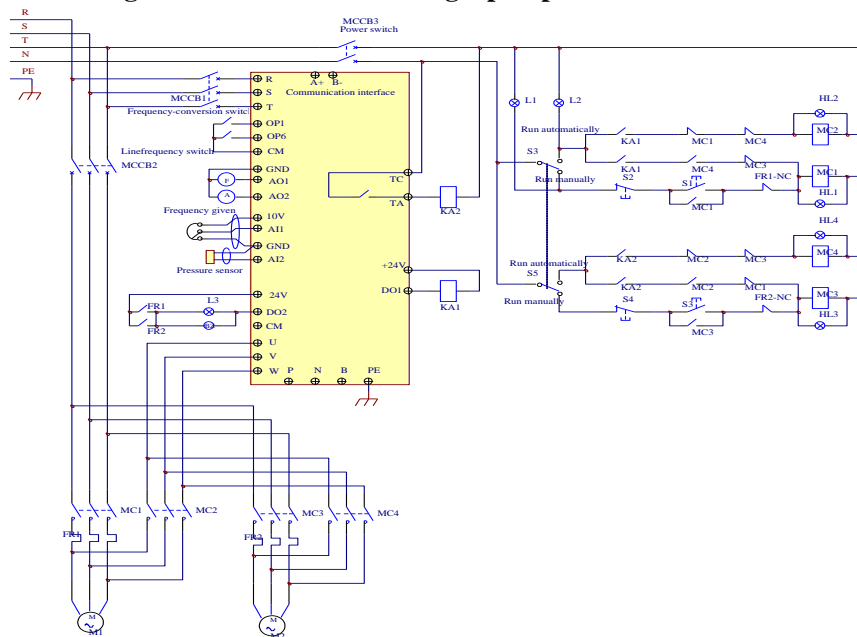 R
S
T
N
PE
MCCB3
Power switch
MCCB1
Frequency-conversion switc
Linefrequency switch
MCCB2
A+ B-
Communication interface
R
S
T
OP1
OP6
CM
GND
AO1
AO2
10V
AI1
GND
AI2
24V
DO2
CM
U
V
W
P N B PE
TC
TA
+24V
DO1
F
A
Frequency given
Pressure sensor
FR1
FR2
L3
KA2
KA1
L1
L2
Run automatically
S3
Run manually
KA1 MC1 MC4 MC2
HL2
KA1 MC4 MC3 MC1
S2 S1 FR1-NC HL1
MC1
Run automatically
S5
Run manually
HL4
KA2 MC2 MC3 MC4
KA2 MC2 MC1 MC3
S4 S3 FR2-NC HL3
MC3
MC1
MC2
MC3
MC4
FR1
FR2
M
M1
M
M2